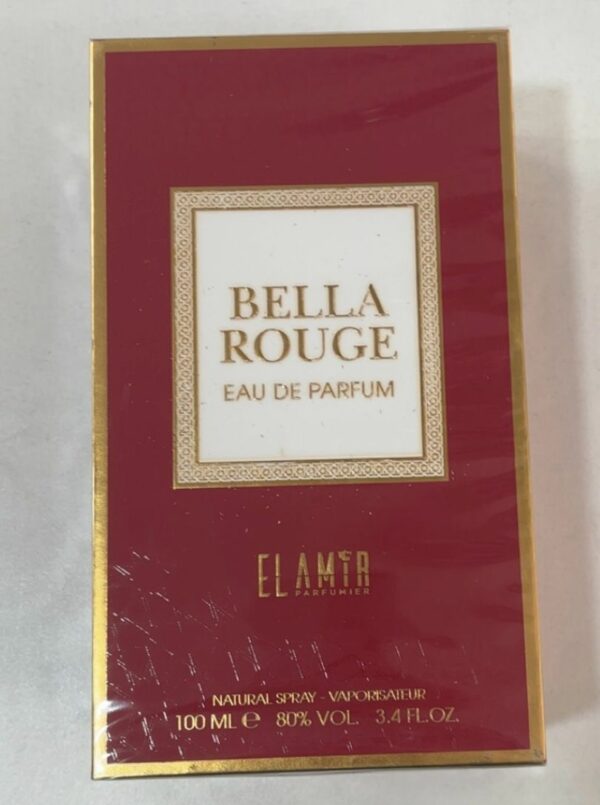 BELLA
ROUGE
EAU DE PARFUM
EL AMIR
PARFUMIER
NATURAL SPRAY - VAPORISATEUR
100 ML e 80% VOL. 3.4 FL.OZ.